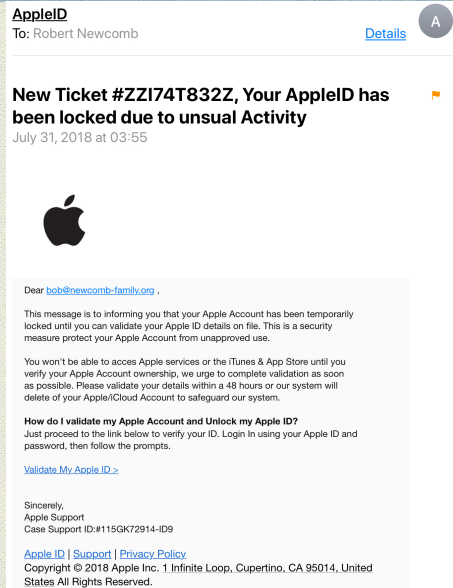 AppleID
A
To: Robert Newcomb
Details
New Ticket #ZZI74T832Z, Your AppleID has
been locked due to unsual Activity
July 31, 2018 at 03:55
Dear bob@newcomb-family.org ,
This message is to informing you that your Apple Account has been temporarily
locked until you can validate your Apple ID details on file. This is a security
measure protect your Apple Account from unapproved use.
You won't be able to acces Apple services or the iTunes & App Store until you
verify your Apple Account ownership, we urge to complete validation as soon
as possible. Please validate your details within a 48 hours or our system will
delete of your Apple/iCloud Account to safeguard our system.
How do I validate my Apple Account and Unlock my Apple ID?
Just proceed to the link below to verify your ID. Login In using your Apple ID and
password, then follow the prompts.
Validate My Apple ID >
Sincerely,
Apple Support
Case Support ID:#115GK72914-ID9
Apple ID | Support | Privacy Policy
Copyright © 2018 Apple Inc. 1 Infinite Loop, Cupertino, CA 95014, United
States All Rights Reserved.